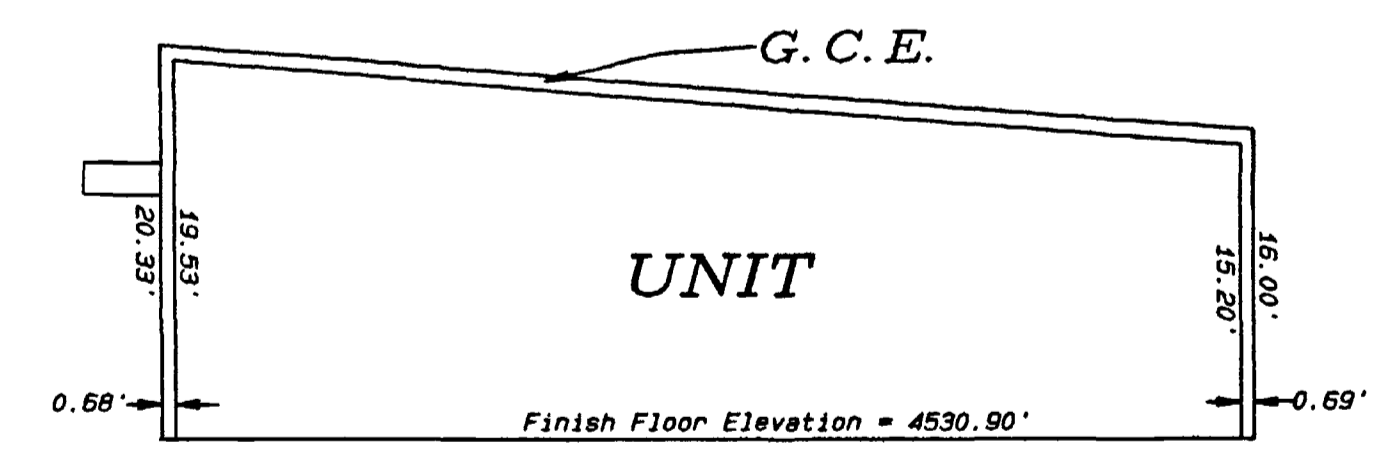 G. C. E.
20.33'
19.53'
UNIT
15.20'
16.00'
0.68'
Finish Floor Elevation = 4530.90'
0.69'